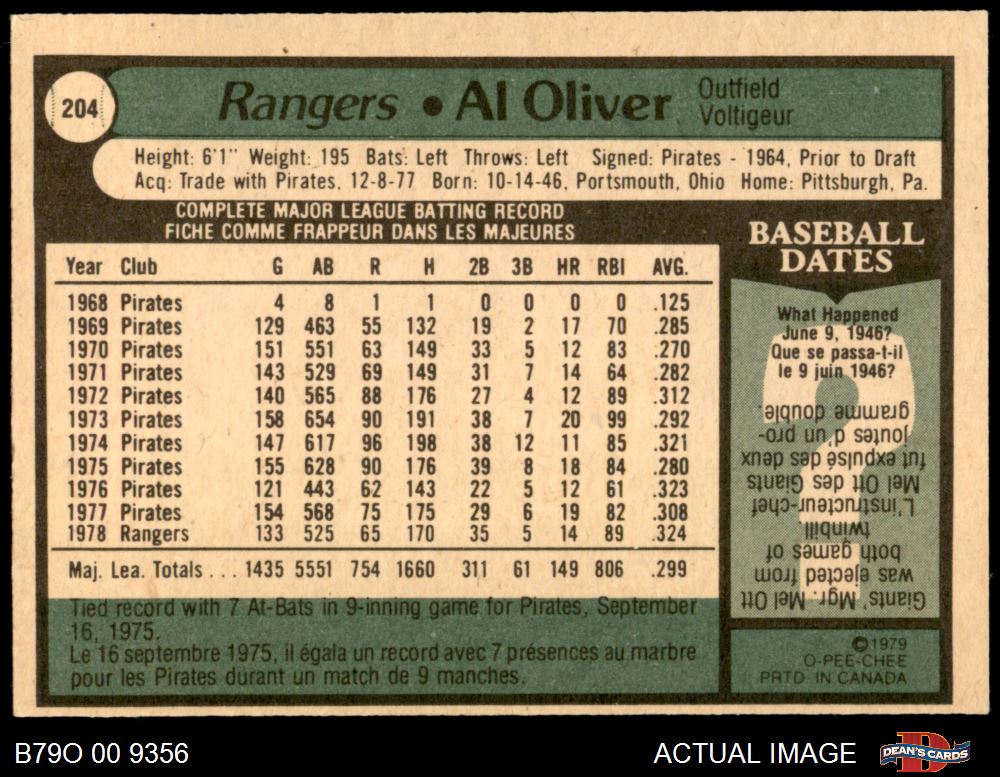 204
Rangers • Al Oliver Outfield
Voltigeur
Height: 6'1" Weight: 195 Bats: Left Throws: Left Signed: Pirates - 1964, Prior to Draft
Acq: Trade with Pirates, 12-8-77 Born: 10-14-46, Portsmouth, Ohio Home: Pittsburgh, Pa.
COMPLETE MAJOR LEAGUE BATTING RECORD
FICHE COMME FRAPPEUR DANS LES MAJEURES
Year Club G AB R H 2B 3B HR RBI AVG.
1968 Pirates 4 8 1 1 0 0 0 0 .125
1969 Pirates 129 463 55 132 19 2 17 70 .285
1970 Pirates 151 551 63 149 33 5 12 83 .270
1971 Pirates 143 529 69 149 31 7 14 64 .282
1972 Pirates 140 565 88 176 27 4 12 89 .312
1973 Pirates 158 654 90 191 38 7 20 99 .292
1974 Pirates 147 617 96 198 38 12 11 85 .321
1975 Pirates 155 628 90 176 39 8 18 84 .280
1976 Pirates 121 443 62 143 22 5 12 61 .323
1977 Pirates 154 568 75 175 29 6 19 82 .308
1978 Rangers 133 525 65 170 35 5 14 89 .324
Maj. Lea. Totals . . . 1435 5551 754 1660 311 61 149 806 .299
Tied record with 7 At-Bats in 9-inning game for Pirates, September
16, 1975.
Le 16 septembre 1975, il égala un record avec 7 présences au marbre
pour les Pirates durant un match de 9 manches.
BASEBALL
DATES
What Happened
June 9, 1946?
Que se passa-t-il
le 9 juin 1946?
Giants' Mgr. Mel Ott
was ejected from
both games of
twinbill.
L'instructeur-chef
Mel Ott des Giants
fut expulsé des deux
joutes d'un pro-
gramme double.
©1979
O-PEE-CHEE
PRTD IN CANADA
B79O 00 9356
ACTUAL IMAGE
DEAN'S CARDS